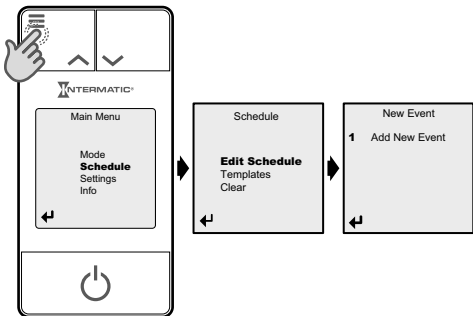 INTERMATIC®
Main Menu
Mode
Schedule
Settings
Info
Schedule
Edit Schedule
Templates
Clear
New Event
1 Add New Event